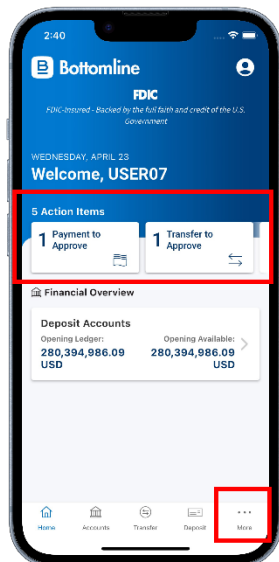 2:40
Bottomline
FDIC
FDIC-Insured - Backed by the full faith and credit of the U.S.
Government
WEDNESDAY, APRIL 23
Welcome, USER07
5 Action Items
1 Payment to
Approve
1 Transfer to
Approve
Financial Overview
Deposit Accounts
Opening Ledger:
280,394,986.09
USD
Opening Available:
280,394,986.09
USD
Home
Accounts
Transfer
Deposit
More